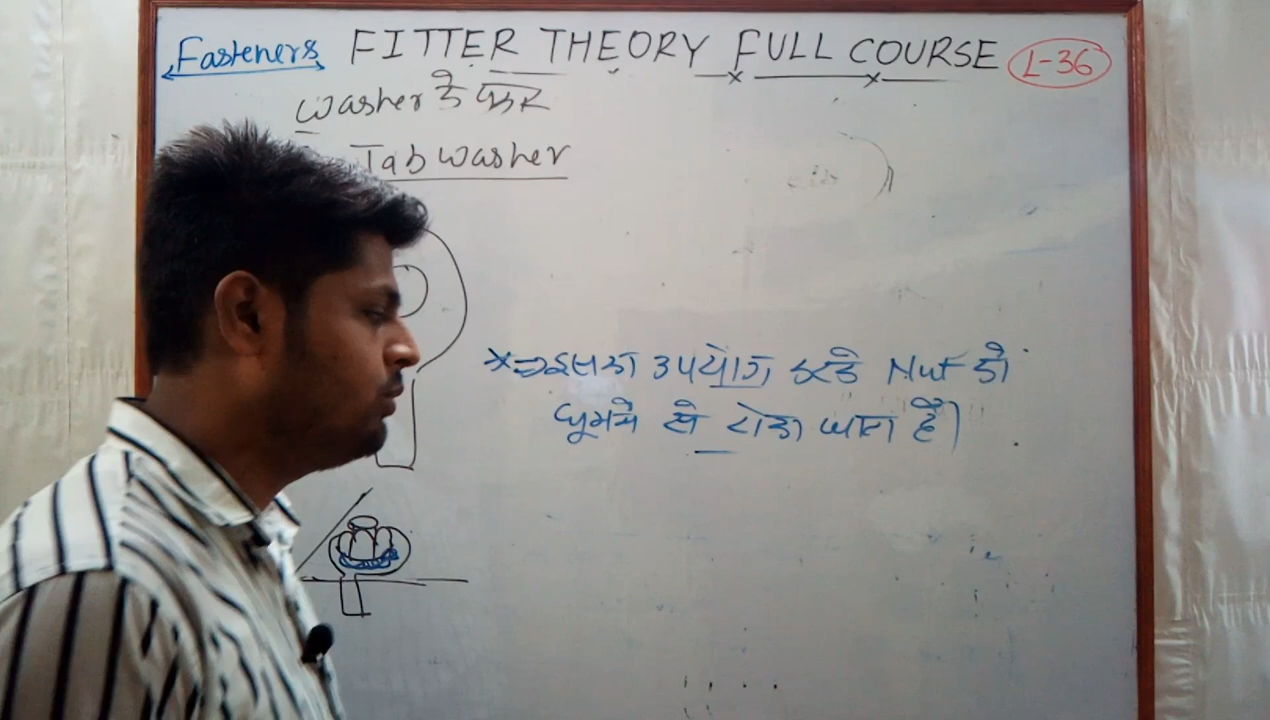 Fasteners FITTER THEORY FULL COURSE L-36
Washer के प्रकार
Tab washer
*⇒ इसका उपयोग करके Nut को
घूमने से रोका जाता है।